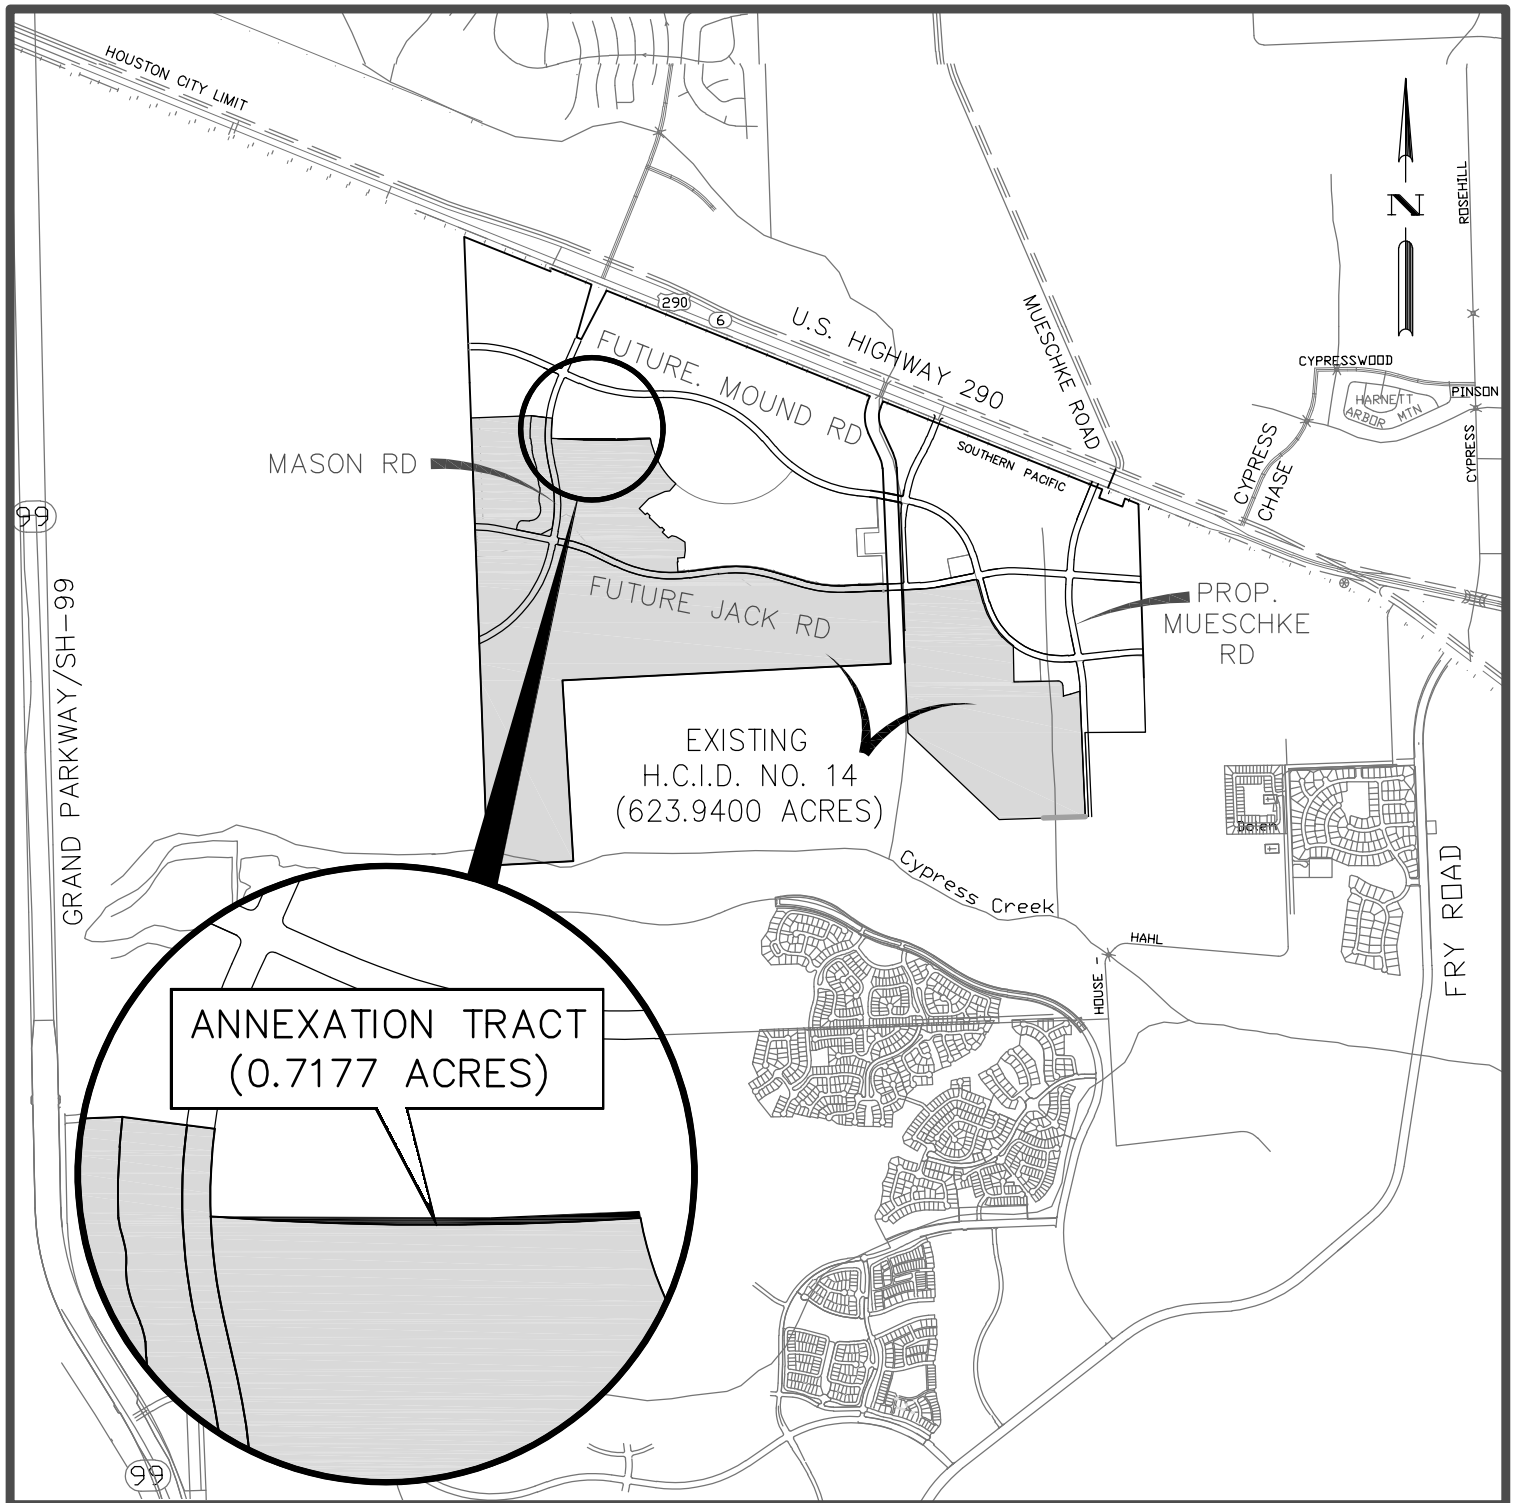 HOUSTON CITY LIMIT
N
ROSEHILL
290
6
U.S. HIGHWAY 290
MUESCHKE ROAD
FUTURE. MOUND RD
CYPRESSWOOD
PINSON
HARNETT
ARBOR MTN
MASON RD
SOUTHERN PACIFIC
CYPRESS
CHASE
CYPRESS
99
GRAND PARKWAY/SH-99
FUTURE JACK RD
PROP.
MUESCHKE
RD
EXISTING
H.C.I.D. NO. 14
(623.9400 ACRES)
Cypress Creek
FRY ROAD
HAHL
HOUSE -
ANNEXATION TRACT
(0.7177 ACRES)
99